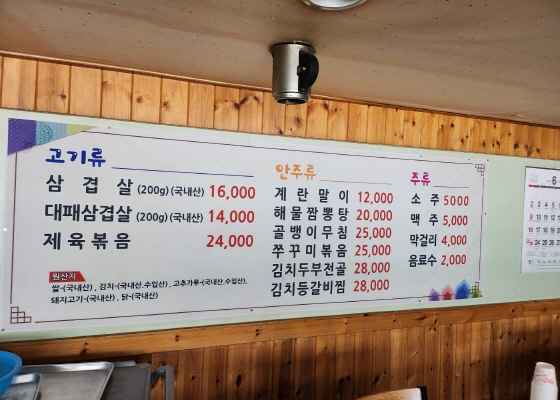 고기류
삼 겹 살 (200g)(국내산) 16,000
대패삼겹살 (200g)(국내산) 14,000
제 육 볶 음 24,000
원산지
쌀-(국내산) , 김치-(국내산,수입산) , 고추가루-(국내산,수입산),
돼지고기-(국내산) , 닭-(국내산)
안주류
계 란 말 이 12,000
해 물 짬 뽕 탕 20,000
골 뱅 이 무 침 25,000
쭈 꾸 미 볶 음 25,000
김치두부전골 28,000
김치등갈비찜 28,000
주류
소 주 5000
맥 주 5,000
막걸리 4,000
음료수 2,000
6